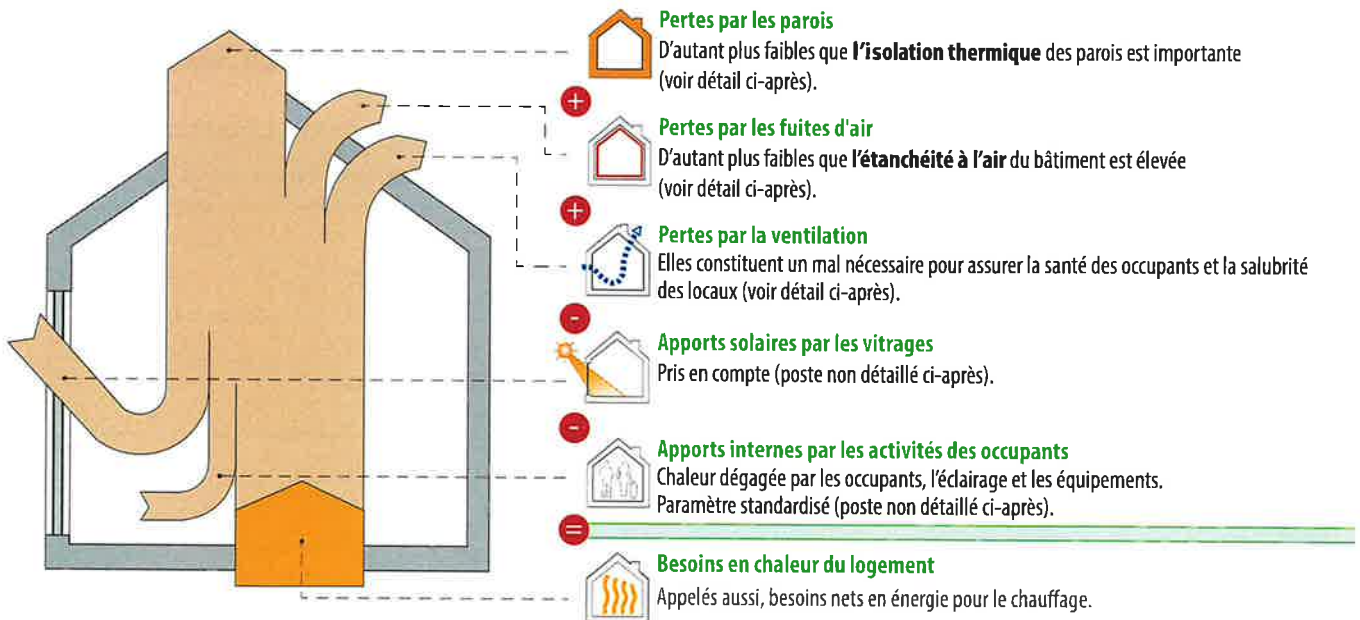 Pertes par les parois
D'autant plus faibles que l'isolation thermique des parois est importante
(voir détail ci-après).
+
Pertes par les fuites d'air
D'autant plus faibles que l'étanchéité à l'air du bâtiment est élevée
(voir détail ci-après).
+
Pertes par la ventilation
Elles constituent un mal nécessaire pour assurer la santé des occupants et la salubrité
des locaux (voir détail ci-après).
-
Apports solaires par les vitrages
Pris en compte (poste non détaillé ci-après).
-
Apports internes par les activités des occupants
Chaleur dégagée par les occupants, l'éclairage et les équipements.
Paramètre standardisé (poste non détaillé ci-après).
=
Besoins en chaleur du logement
Appelés aussi, besoins nets en énergie pour le chauffage.